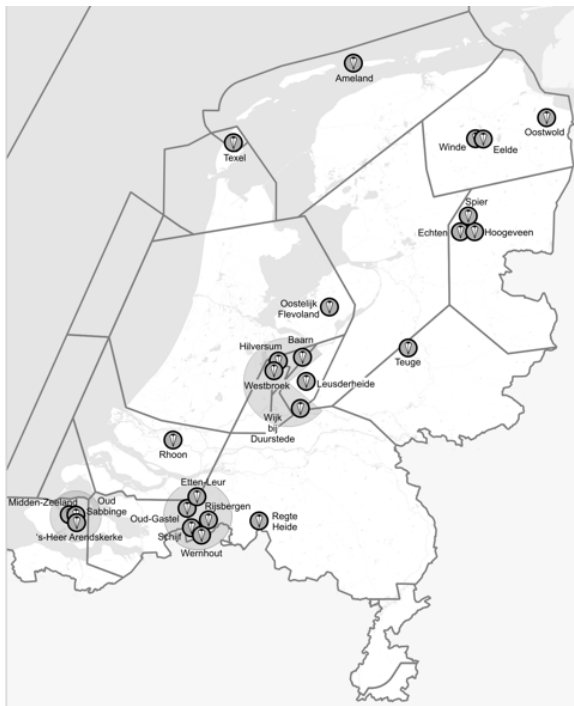 Ameland
Oostwold
Winde
Eelde
Texel
Spier
Echten
Hoogeveen
Oostelijk
Flevoland
Hilversum
Baarn
Teuge
Westbroek
Leusderheide
Wijk
bij
Duurstede
Rhoon
Etten-Leur
Midden-Zeeland
Oud
Sabbinge
Rijsbergen
Oud-Gastel
Regte
Heide
's-Heer Arendskerke
Schijf
Wernhout